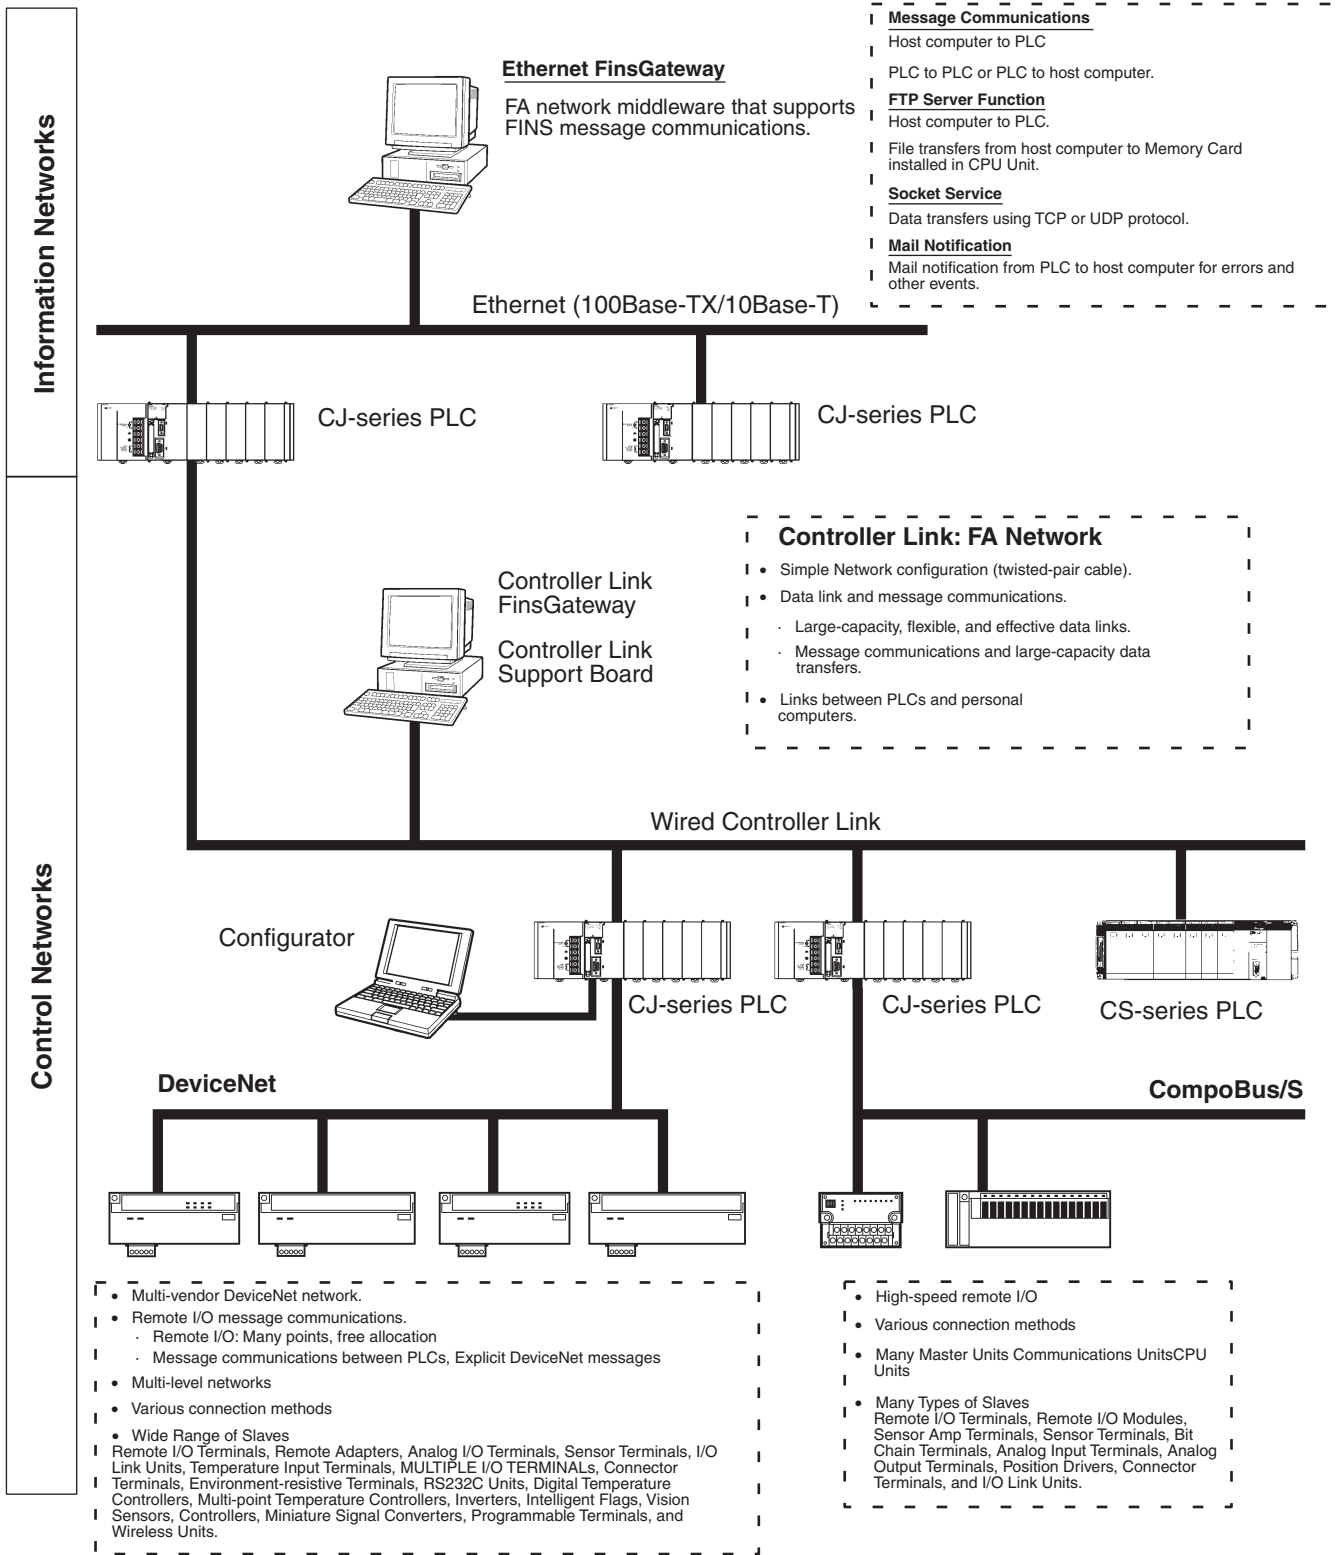 Information Networks
Message Communications
Host computer to PLC
PLC to PLC or PLC to host computer.
FTP Server Function
Host computer to PLC.
File transfers from host computer to Memory Card
installed in CPU Unit.
Socket Service
Data transfers using TCP or UDP protocol.
Mail Notification
Mail notification from PLC to host computer for errors and
other events.
Ethernet FinsGateway
FA network middleware that supports
FINS message communications.
Ethernet (100Base-TX/10Base-T)
CJ-series PLC
CJ-series PLC
Control Networks
Controller Link
FinsGateway
Controller Link
Support Board
Controller Link: FA Network
• Simple Network configuration (twisted-pair cable).
• Data link and message communications.
· Large-capacity, flexible, and effective data links.
· Message communications and large-capacity data
transfers.
• Links between PLCs and personal
computers.
Wired Controller Link
Configurator
CJ-series PLC
CJ-series PLC
CS-series PLC
DeviceNet
CompoBus/S
• Multi-vendor DeviceNet network.
• Remote I/O message communications.
· Remote I/O: Many points, free allocation
· Message communications between PLCs, Explicit DeviceNet messages
• Multi-level networks
• Various connection methods
• Wide Range of Slaves
Remote I/O Terminals, Remote Adapters, Analog I/O Terminals, Sensor Terminals, I/O
Link Units, Temperature Input Terminals, MULTIPLE I/O TERMINALs, Connector
Terminals, Environment-resistive Terminals, RS232C Units, Digital Temperature
Controllers, Multi-point Temperature Controllers, Inverters, Intelligent Flags, Vision
Sensors, Controllers, Miniature Signal Converters, Programmable Terminals, and
Wireless Units.
• High-speed remote I/O
• Various connection methods
• Many Master Units Communications UnitsCPU
Units
• Many Types of Slaves
Remote I/O Terminals, Remote I/O Modules,
Sensor Amp Terminals, Sensor Terminals, Bit
Chain Terminals, Analog Input Terminals, Analog
Output Terminals, Position Drivers, Connector
Terminals, and I/O Link Units.